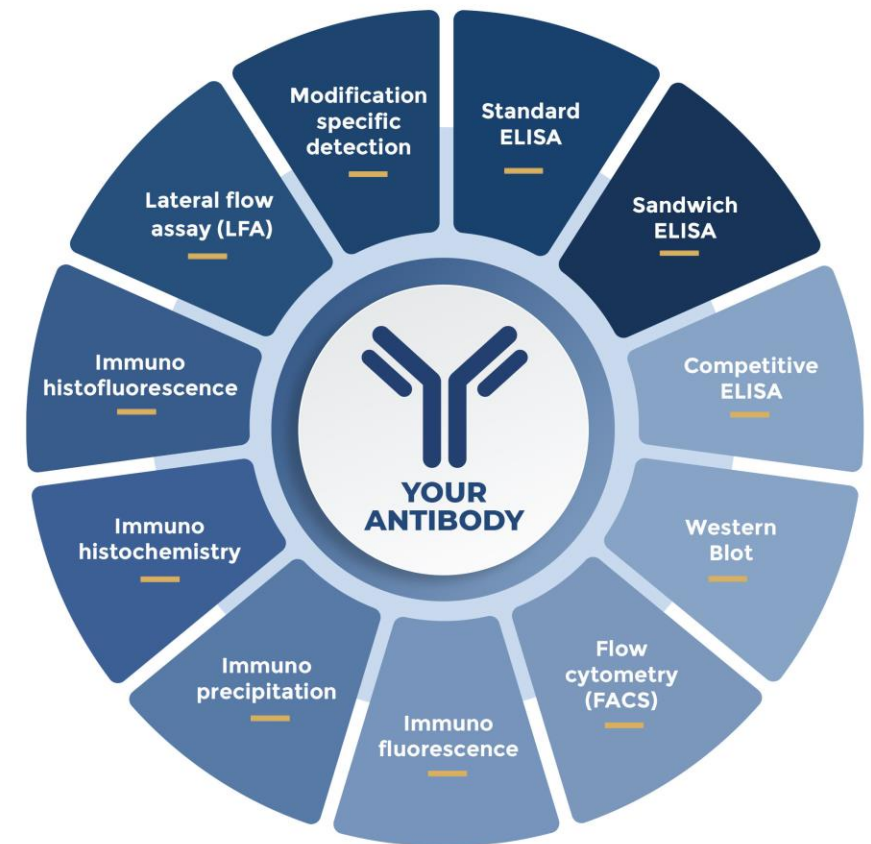 Modification
specific
detection
Standard
ELISA
Sandwich
ELISA
Competitive
ELISA
Western
Blot
Flow
cytometry
(FACS)
Immuno
fluorescence
Immuno
precipitation
Immuno
histochemistry
Immuno
histofluorescence
Lateral flow
assay (LFA)
YOUR
ANTIBODY